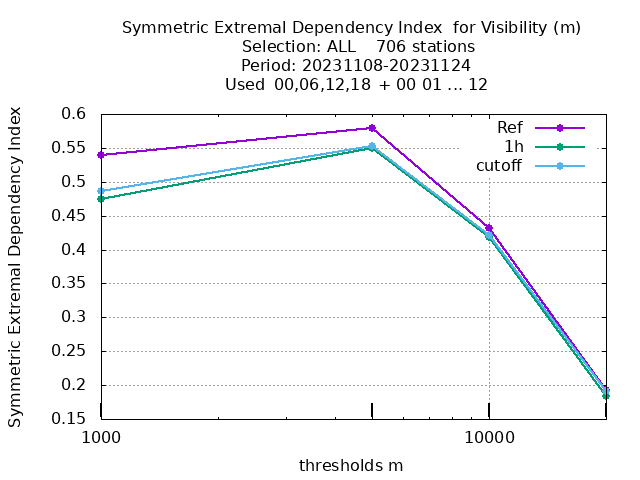 Symmetric Extremal Dependency Index  for Visibility (m)
Selection: ALL    706 stations
Period: 20231108-20231124
Used  00,06,12,18 + 00 01 ... 12
Symmetric Extremal Dependency Index
0.6
0.55
0.5
0.45
0.4
0.35
0.3
0.25
0.2
0.15
Ref
1h
cutoff
1000
10000
thresholds m